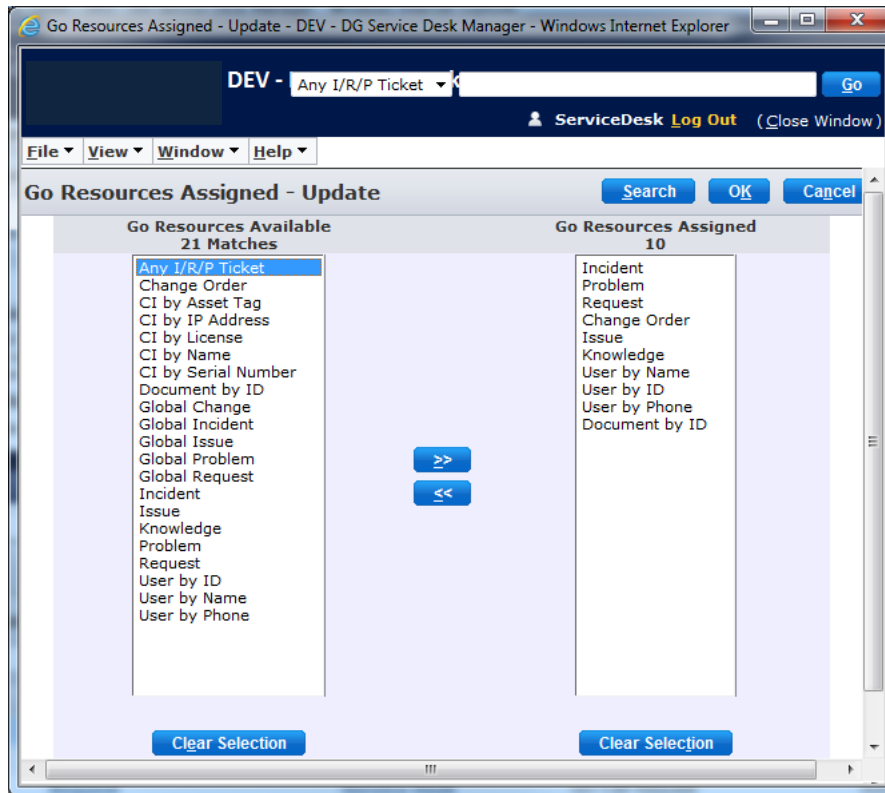 Go Resources Assigned - Update - DEV - DG Service Desk Manager - Windows Internet Explorer
DEV -
Any I/R/P Ticket
Go
ServiceDesk Log Out (Close Window)
File View Window Help
Go Resources Assigned - Update
Search OK Cancel
Go Resources Available
21 Matches
Any I/R/P Ticket
Change Order
CI by Asset Tag
CI by IP Address
CI by License
CI by Name
CI by Serial Number
Document by ID
Global Change
Global Incident
Global Issue
Global Problem
Global Request
Incident
Issue
Knowledge
Problem
Request
User by ID
User by Name
User by Phone
Clear Selection
>>
<<
Go Resources Assigned
10
Incident
Problem
Request
Change Order
Issue
Knowledge
User by Name
User by ID
User by Phone
Document by ID
Clear Selection